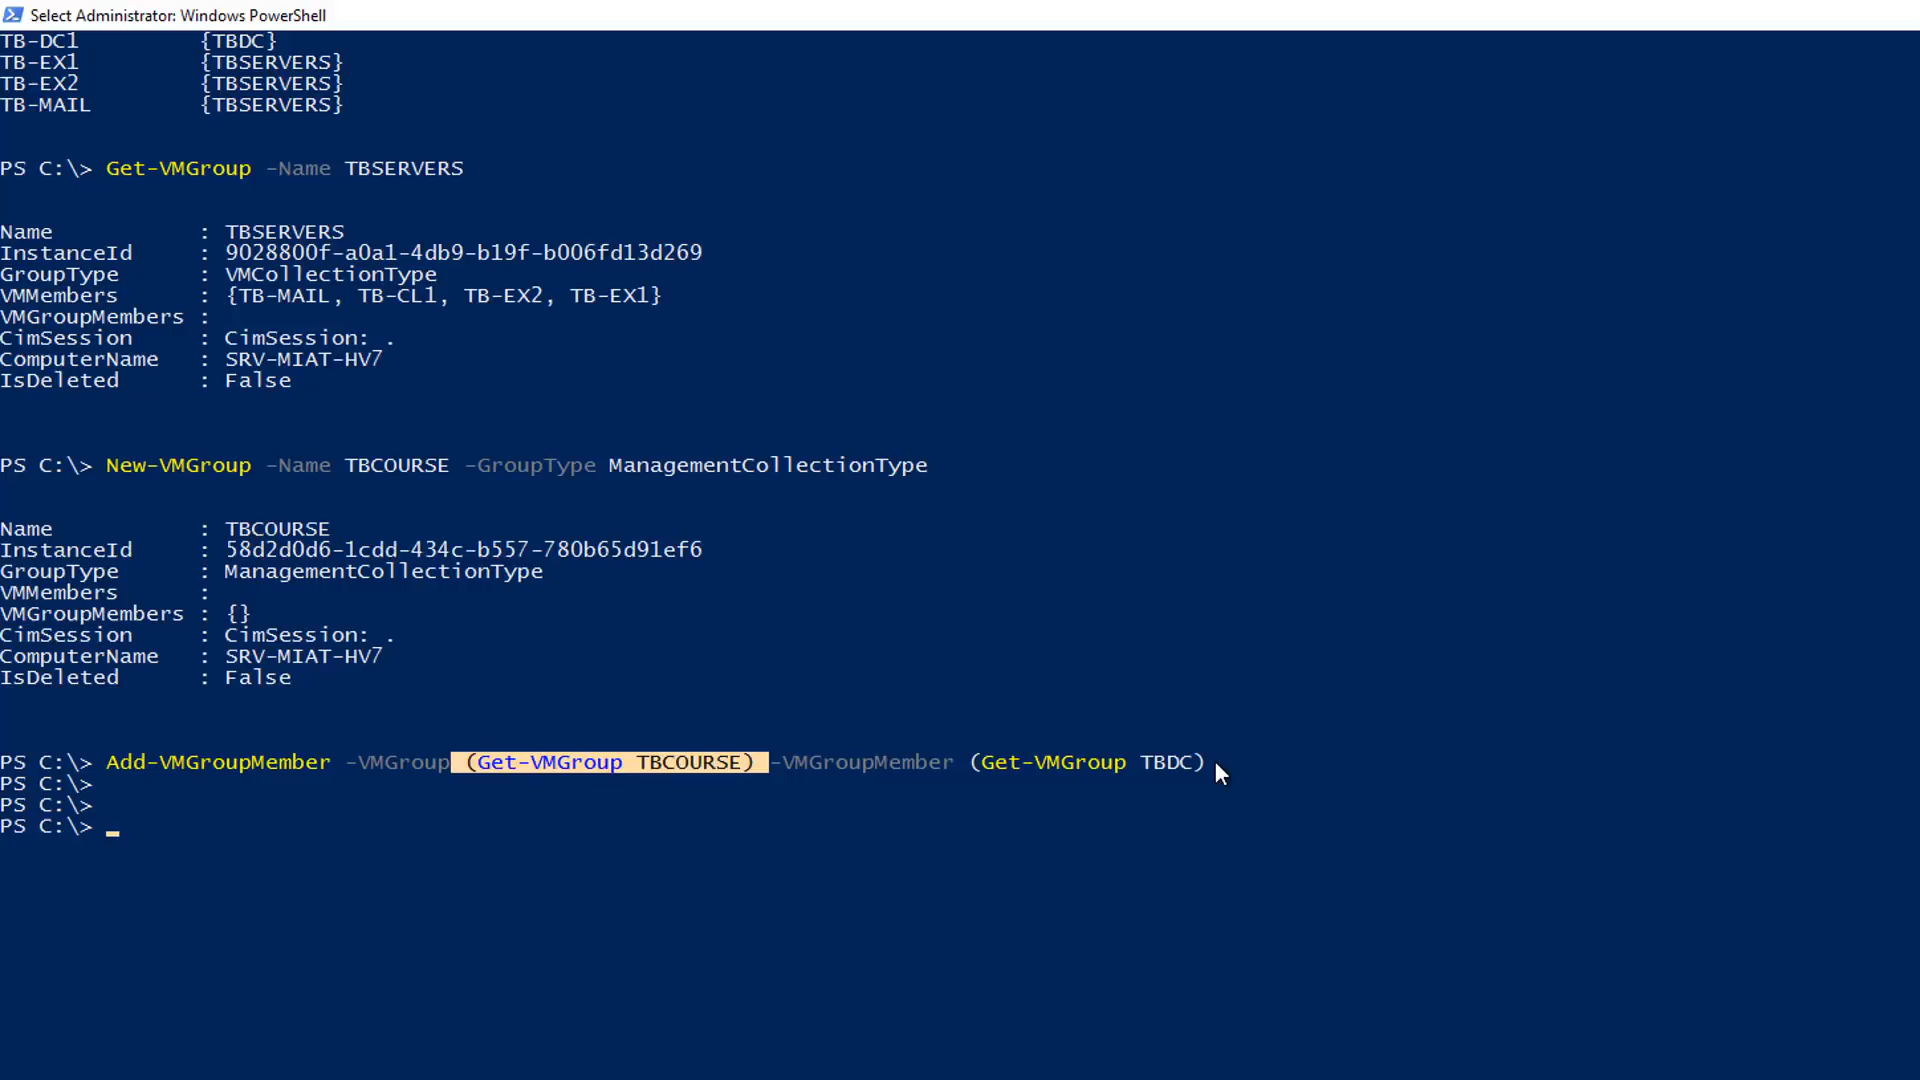 Select Administrator: Windows PowerShell
TB-DC1 {TBDC}
TB-EX1 {TBSERVERS}
TB-EX2 {TBSERVERS}
TB-MAIL {TBSERVERS}
PS C:\> Get-VMGroup -Name TBSERVERS
Name : TBSERVERS
InstanceId : 9028800f-a0a1-4db9-b19f-b006fd13d269
GroupType : VMCollectionType
VMMembers : {TB-MAIL, TB-CL1, TB-EX2, TB-EX1}
VMGroupMembers :
CimSession : CimSession: .
ComputerName : SRV-MIAT-HV7
IsDeleted : False
PS C:\> New-VMGroup -Name TBCOURSE -GroupType ManagementCollectionType
Name : TBCOURSE
InstanceId : 58d2d0d6-1cdd-434c-b557-780b65d91ef6
GroupType : ManagementCollectionType
VMMembers :
VMGroupMembers : {}
CimSession : CimSession: .
ComputerName : SRV-MIAT-HV7
IsDeleted : False
PS C:\> Add-VMGroupMember -VMGroup (Get-VMGroup TBCOURSE) -VMGroupMember (Get-VMGroup TBDC)
PS C:\>
PS C:\>
PS C:\> _